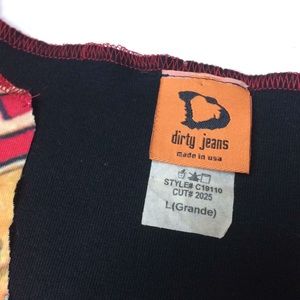 dirty jeans
made in usa
STYLE# C19110
CUT# 2025
L(Grande)